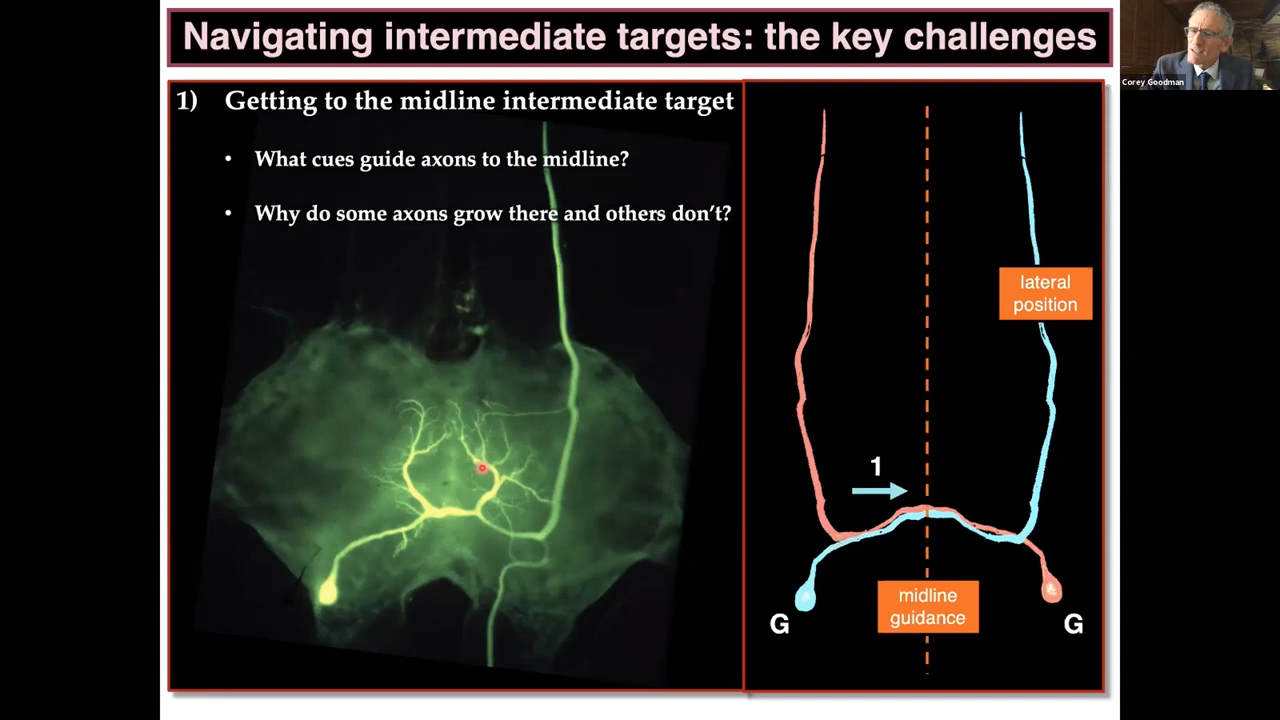 Navigating intermediate targets: the key challenges
Corey Goodman
1) Getting to the midline intermediate target
• What cues guide axons to the midline?
• Why do some axons grow there and others don't?
lateral
position
1
midline
guidance
G
G